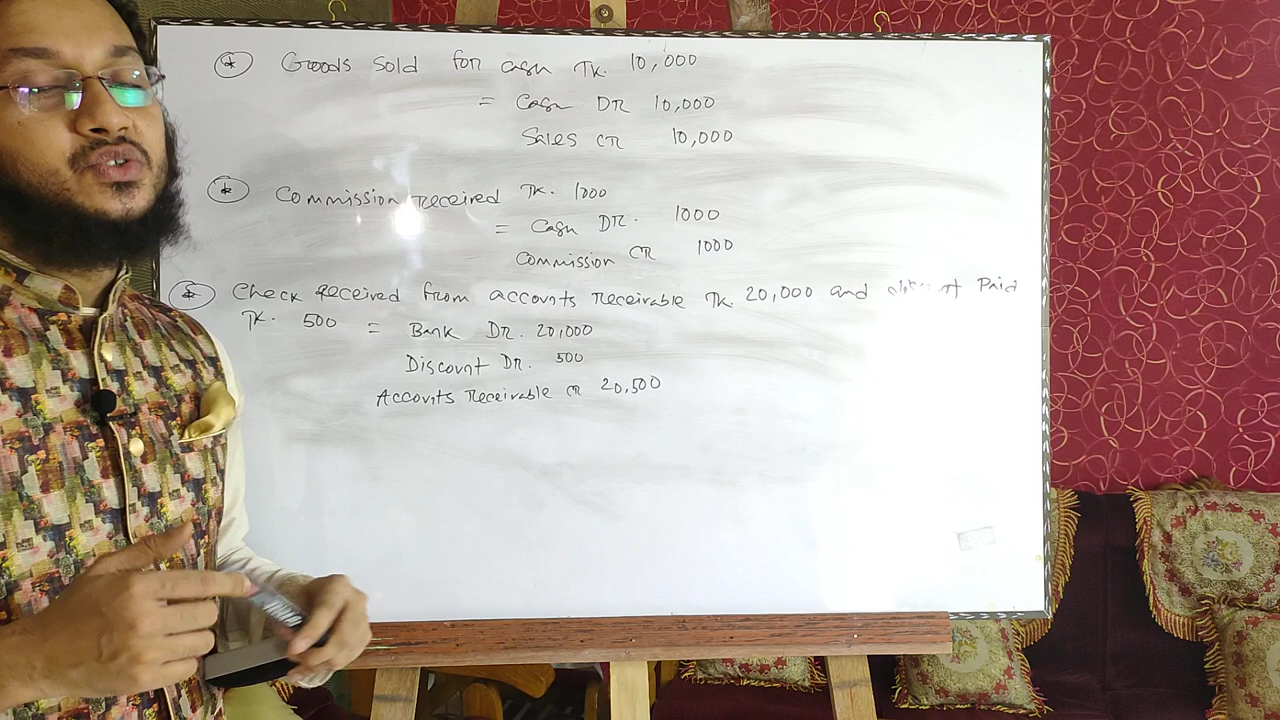 a Goods Sold for cash TK. 10,000
= Cash DR 10,000
Sales CR 10,000
b Commission received TK. 1000
= Cash DR. 1000
Commission CR 1000
c Check Received from accounts receivable TK. 20,000 and discount Paid
TK. 500 = Bank DR. 20,000
Discount DR. 500
Accounts receivable CR 20,500